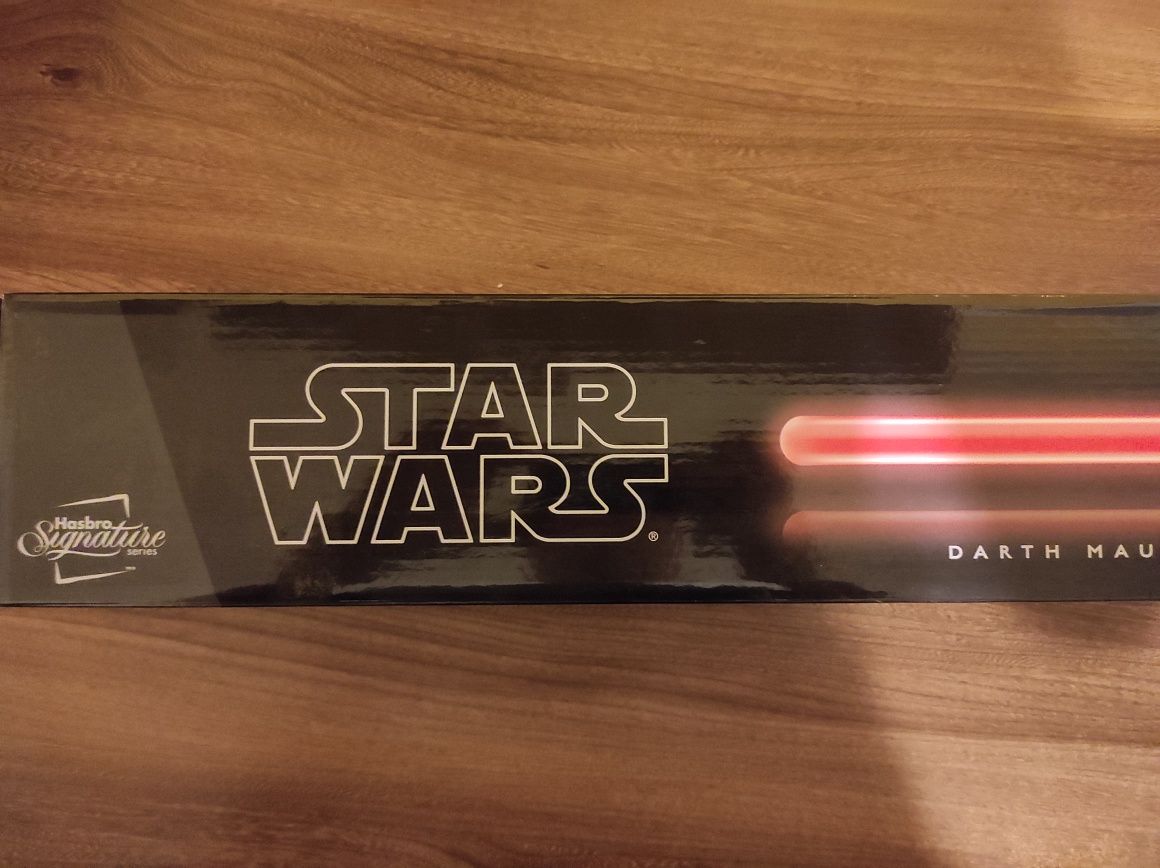 STAR
WARS®
Hasbro
Signature
series
DARTH MAU